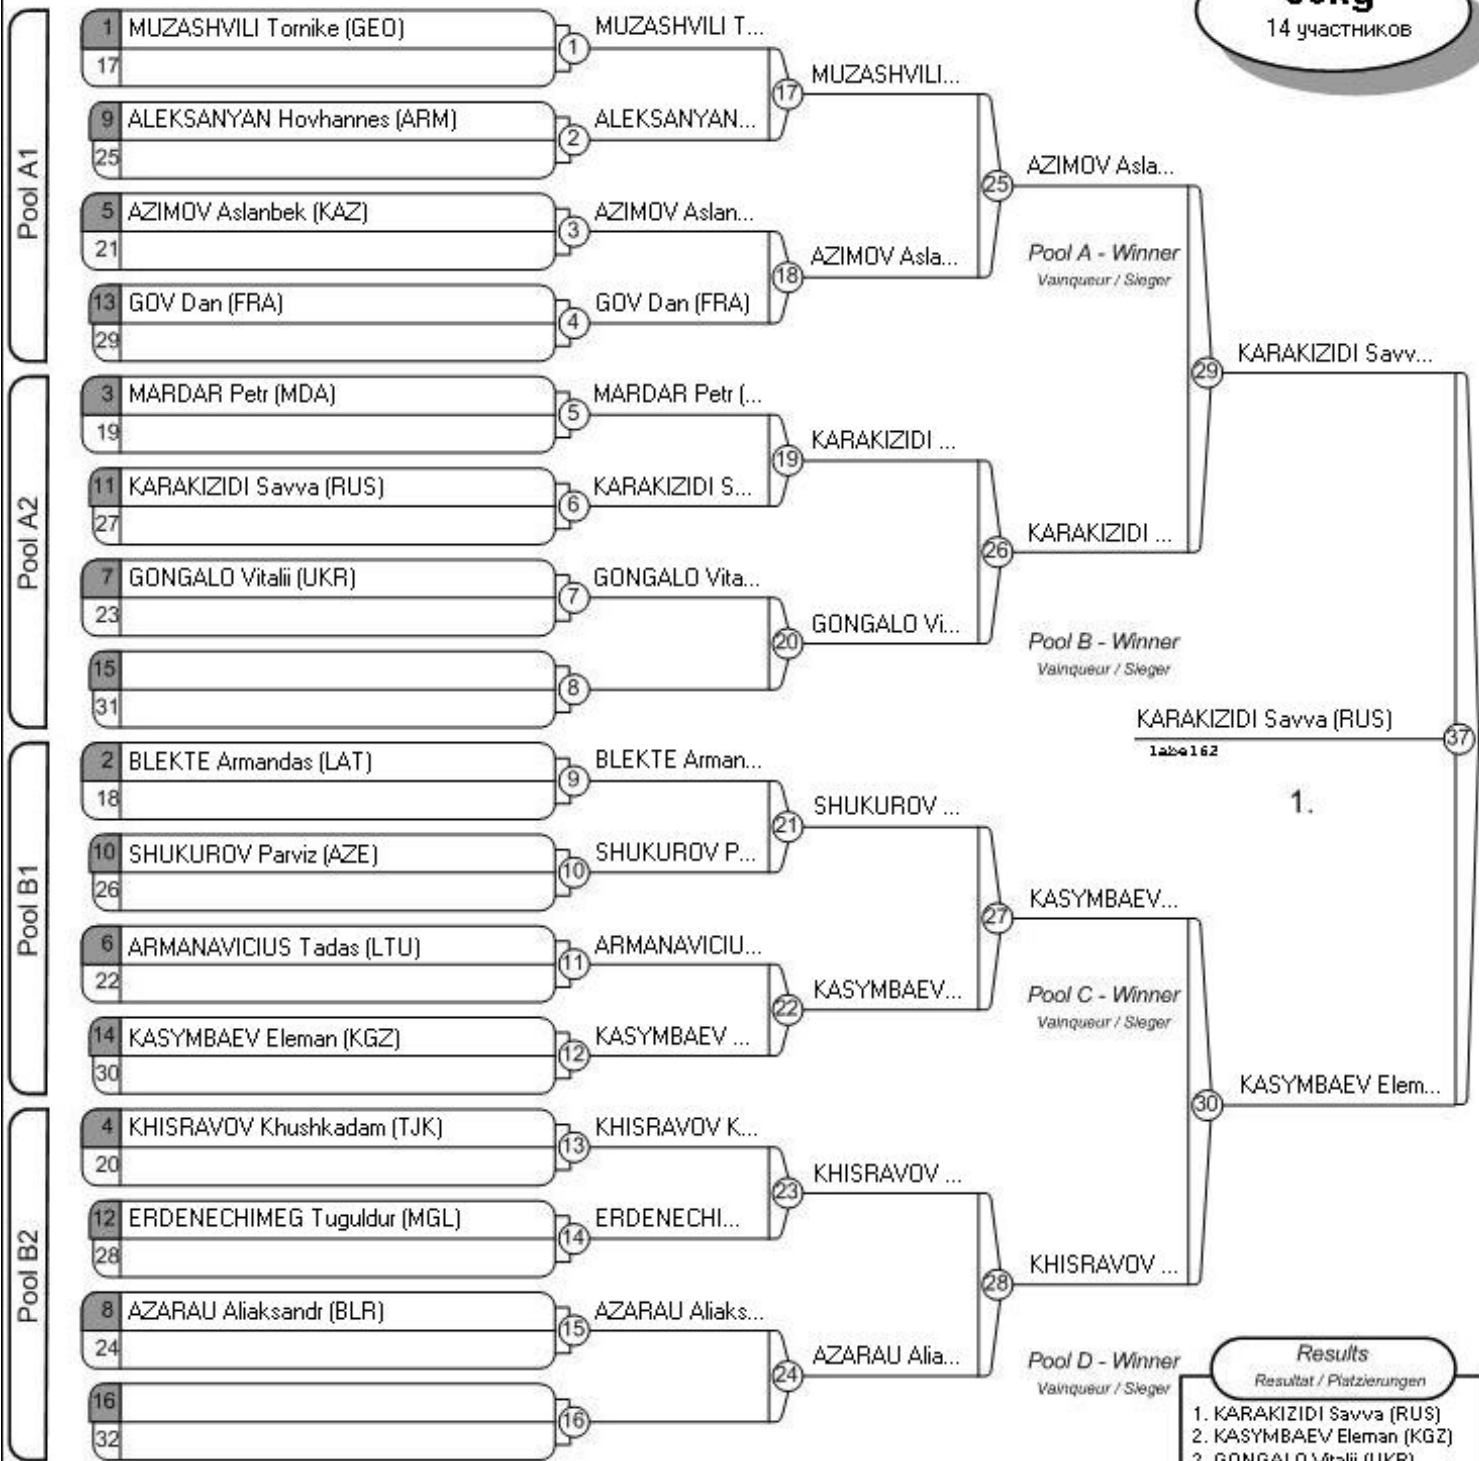 14 участников
Pool A1
1 MUZASHVILI Tornike (GEO)
17
9 ALEKSANYAN Hovhannes (ARM)
25
5 AZIMOV Aslanbek (KAZ)
21
13 GOV Dan (FRA)
29
Pool A2
3 MARDAR Petr (MDA)
19
11 KARAKIZIDI Savva (RUS)
27
7 GONGALO Vitalii (UKR)
23
15
31
Pool B1
2 BLEKTE Armandas (LAT)
18
10 SHUKUROV Parviz (AZE)
26
6 ARMANAVICIUS Tadas (LTU)
22
14 KASYMBAEV Eleman (KGZ)
30
Pool B2
4 KHISRAVOV Khushkadam (TJK)
20
12 ERDENECHIMEG Tuguldur (MGL)
28
8 AZARAU Aliaksandr (BLR)
24
16
32
1 MUZASHVILI T...
2 ALEKSANYAN...
3 AZIMOV Aslan...
4 GOV Dan (FRA)
5 MARDAR Petr (...
6 KARAKIZIDI S...
7 GONGALO Vita...
8
9 BLEKTE Arman...
10 SHUKUROV P...
11 ARMANAVICIU...
12 KASYMBAEV ...
13 KHISRAVOV K...
14 ERDENECHI...
15 AZARAU Aliaks...
16
17 MUZASHVILI...
18 AZIMOV Asla...
19 KARAKIZIDI ...
20 GONGALO Vi...
21 SHUKUROV ...
22 KASYMBAEV...
23 KHISRAVOV ...
24 AZARAU Alia...
25 AZIMOV Asla...
Pool A - Winner
Vainqueur / Sieger
26 KARAKIZIDI ...
Pool B - Winner
Vainqueur / Sieger
27 KASYMBAEV...
Pool C - Winner
Vainqueur / Sieger
28 KHISRAVOV ...
Pool D - Winner
Vainqueur / Sieger
29 KARAKIZIDI Savv...
30 KASYMBAEV Elem...
KARAKIZIDI Savva (RUS) 37
label62
1.
Results
Resultat / Platzierungen
1. KARAKIZIDI Savva (RUS)
2. KASYMBAEV Eleman (KGZ)
3. GONGALO Vitalii (UKR)